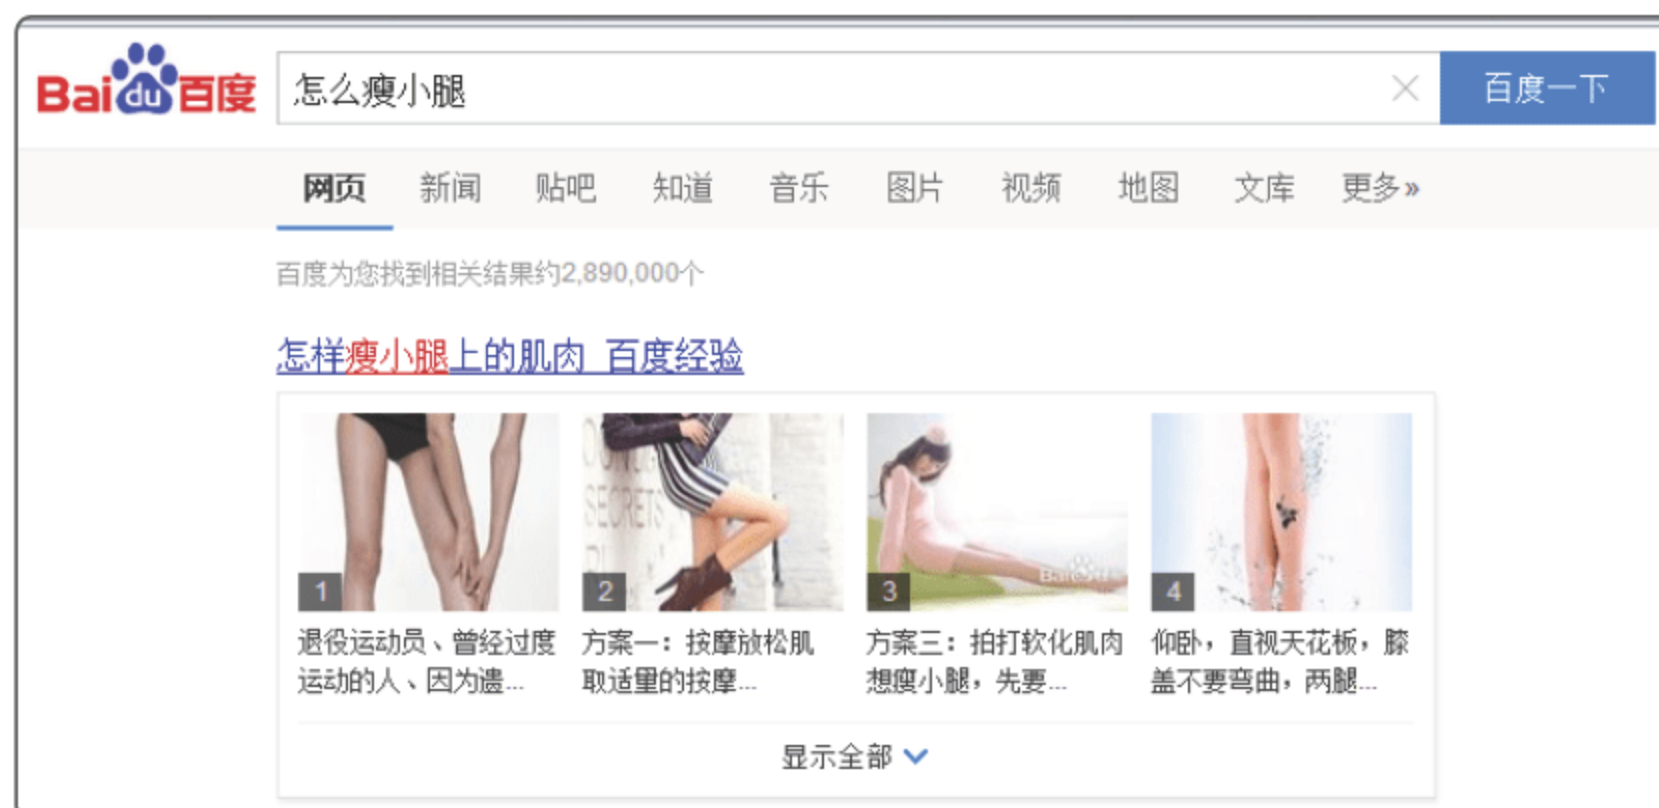 Bai du 百度
怎么瘦小腿
百度一下
网页 新闻 贴吧 知道 音乐 图片 视频 地图 文库 更多»
百度为您找到相关结果约2,890,000个
怎样瘦小腿上的肌肉_百度经验
1
2
SECRETS
3
4
退役运动员、曾经过度
运动的人、因为遗...
方案一：按摩放松肌
取适里的按摩...
方案三：拍打软化肌肉
想瘦小腿，先要...
仰卧，直视天花板，膝
盖不要弯曲，两腿...
显示全部